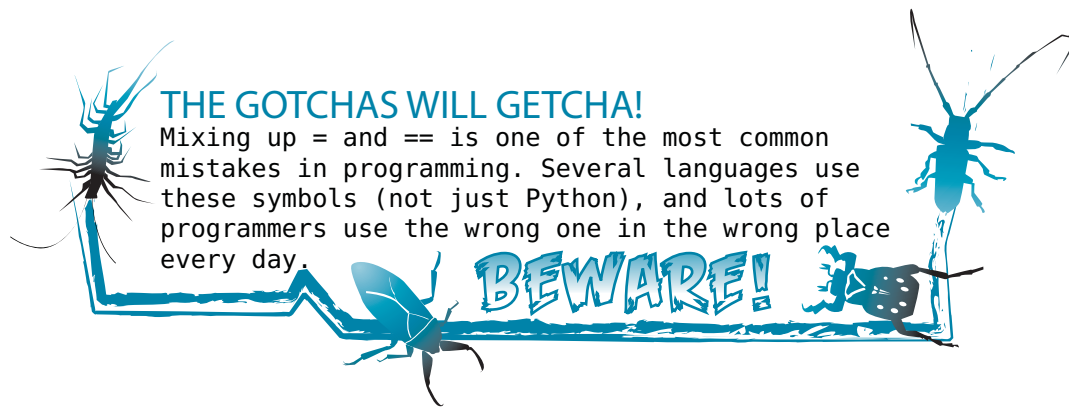 THE GOTCHAS WILL GETCHA!
Mixing up = and == is one of the most common
mistakes in programming. Several languages use
these symbols (not just Python), and lots of
programmers use the wrong one in the wrong place
every day.
BEWARE!